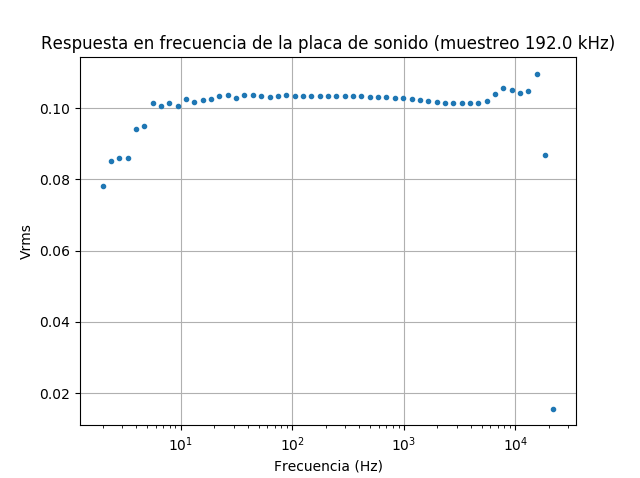 Respuesta en frecuencia de la placa de sonido (muestreo 192.0 kHz)
0.10
0.08
0.06
0.04
0.02
Vrms
10¹ 10² 10³ 10⁴
Frecuencia (Hz)